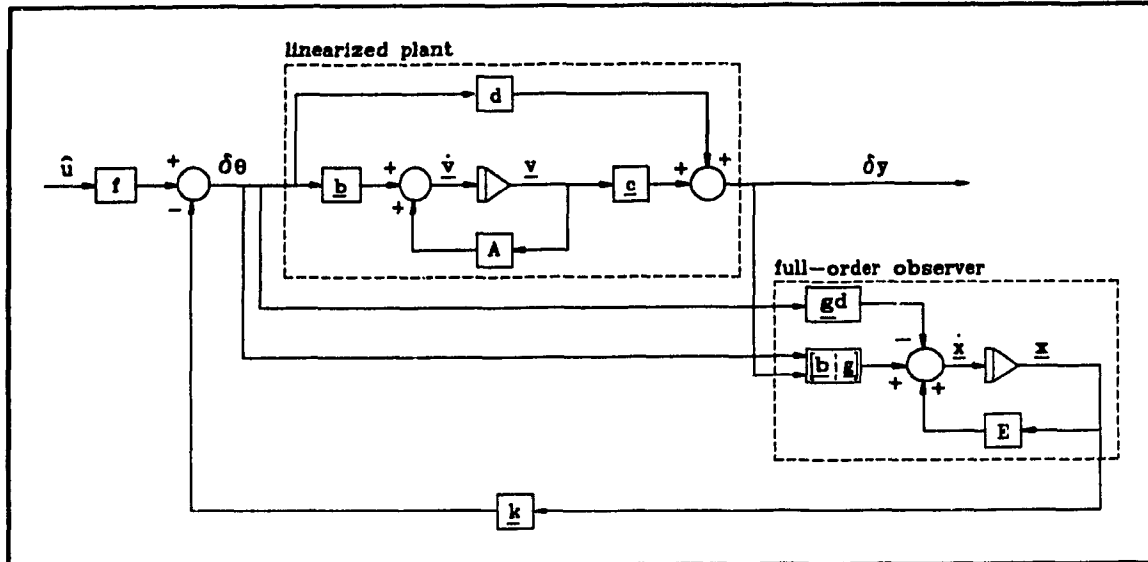 linearized plant
d
û
+
f
−
δθ
b
+
+
v̇
v
A
c
+
+
δy
full-order observer
gd
−
[b ¦ g]
+
+
ẋ
x
E
k